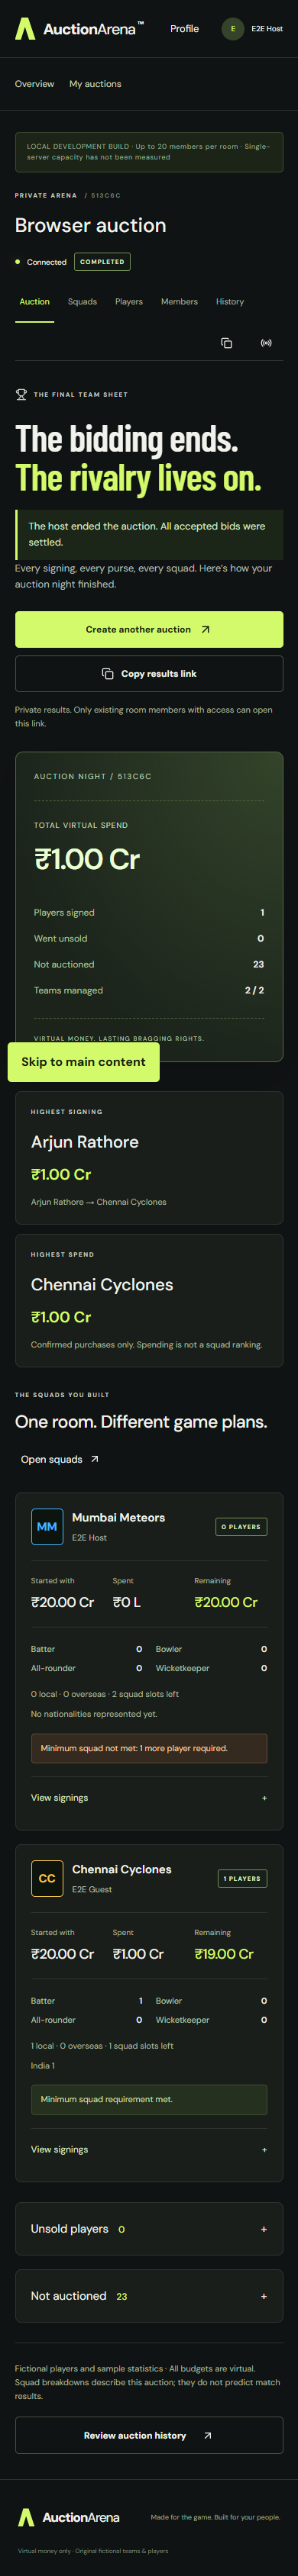 AuctionArena™ Profile E E2E Host
Overview My auctions
LOCAL DEVELOPMENT BUILD · Up to 20 members per room · Single-
server capacity has not been measured
PRIVATE ARENA / 513C6C
Browser auction
Connected COMPLETED
Auction Squads Players Members History
THE FINAL TEAM SHEET
The bidding ends.
The rivalry lives on.
The host ended the auction. All accepted bids were
settled.
Every signing, every purse, every squad. Here's how your
auction night finished.
Create another auction
Copy results link
Private results. Only existing room members with access can open
this link.
AUCTION NIGHT / 513C6C
TOTAL VIRTUAL SPEND
₹1.00 Cr
Players signed 1
Went unsold 0
Not auctioned 23
Teams managed 2 / 2
VIRTUAL MONEY. LASTING BRAGGING RIGHTS.
Skip to main content
HIGHEST SIGNING
Arjun Rathore
₹1.00 Cr
Arjun Rathore → Chennai Cyclones
HIGHEST SPEND
Chennai Cyclones
₹1.00 Cr
Confirmed purchases only. Spending is not a squad ranking.
THE SQUADS YOU BUILT
One room. Different game plans.
Open squads
MM Mumbai Meteors
E2E Host
0 PLAYERS
Started with Spent Remaining
₹20.00 Cr ₹0 L ₹20.00 Cr
Batter 0 Bowler 0
All-rounder 0 Wicketkeeper 0
0 local · 0 overseas · 2 squad slots left
No nationalities represented yet.
Minimum squad not met: 1 more player required.
View signings +
CC Chennai Cyclones
E2E Guest
1 PLAYERS
Started with Spent Remaining
₹20.00 Cr ₹1.00 Cr ₹19.00 Cr
Batter 1 Bowler 0
All-rounder 0 Wicketkeeper 0
1 local · 0 overseas · 1 squad slots left
India 1
Minimum squad requirement met.
View signings +
Unsold players 0 +
Not auctioned 23 +
Fictional players and sample statistics · All budgets are virtual.
Squad breakdowns describe this auction; they do not predict match
results.
Review auction history
AuctionArena Made for the game. Built for your people.
Virtual money only · Original fictional teams & players